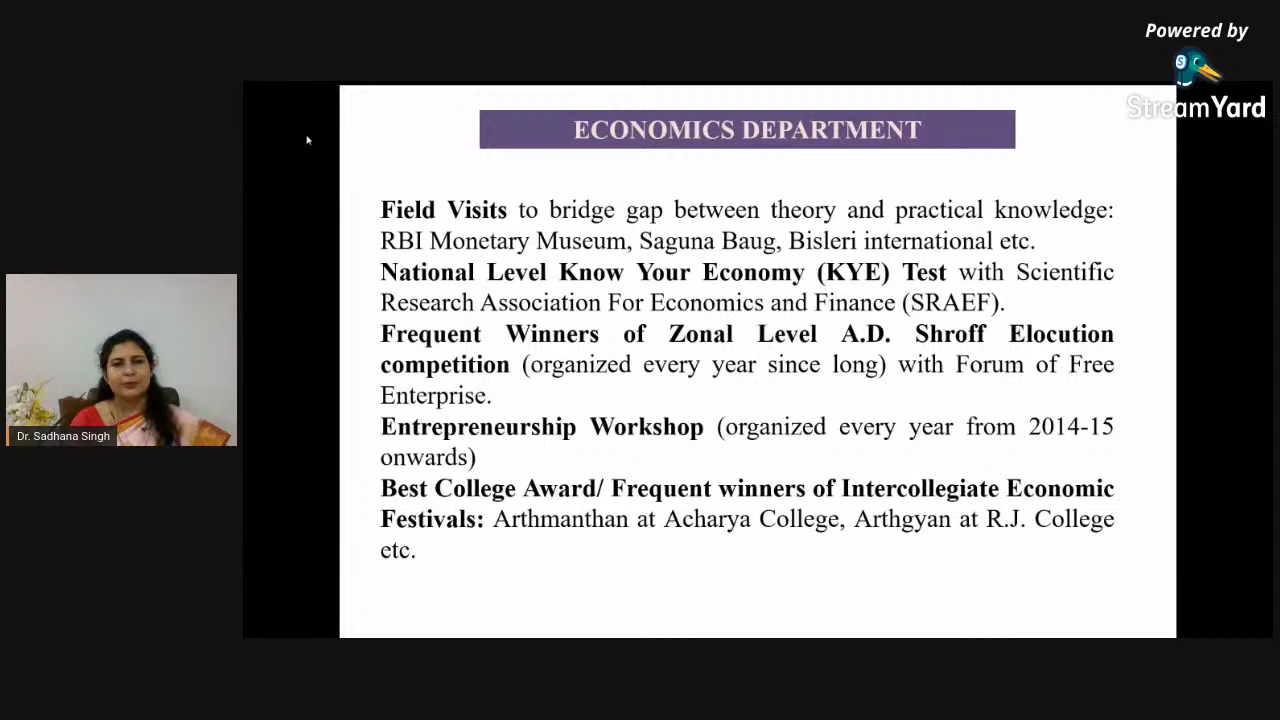 Powered by
StreamYard
ECONOMICS DEPARTMENT
Field Visits to bridge gap between theory and practical knowledge:
RBI Monetary Museum, Saguna Baug, Bisleri international etc.
National Level Know Your Economy (KYE) Test with Scientific
Research Association For Economics and Finance (SRAEF).
Frequent Winners of Zonal Level A.D. Shroff Elocution
competition (organized every year since long) with Forum of Free
Enterprise.
Entrepreneurship Workshop (organized every year from 2014-15
onwards)
Best College Award/ Frequent winners of Intercollegiate Economic
Festivals: Arthmanthan at Acharya College, Arthgyan at R.J. College
etc.
Dr. Sadhana Singh